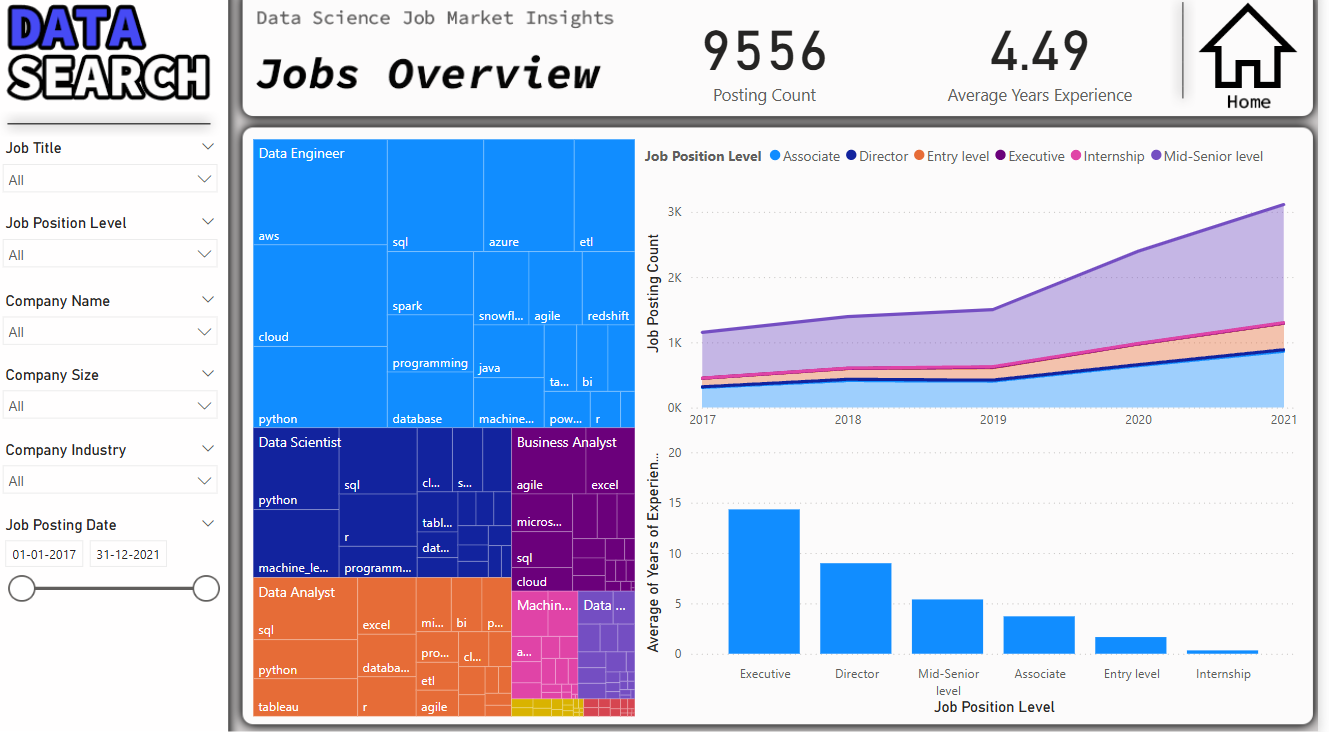 DATA
SEARCH
Job Title
All
Job Position Level
All
Company Name
All
Company Size
All
Company Industry
All
Job Posting Date
01-01-2017 31-12-2021
Data Science Job Market Insights
Jobs Overview
9556
Posting Count
4.49
Average Years Experience
Home
Data Engineer
aws
sql
azure
etl
cloud
spark
snowfl...
agile
redshift
programming
java
ta...
bi
python
database
machine...
pow...
r
Data Scientist
python
sql
cl...
s...
r
tabl...
dat...
machine_le...
programm...
Business Analyst
agile
excel
micros...
sql
cloud
Data Analyst
sql
excel
mi...
bi
p...
python
databa...
pro...
cl...
etl
tableau
r
agile
Machin...
a...
Data ...
Job Position Level Associate Director Entry level Executive Internship Mid-Senior level
Job Posting Count
3K
2K
1K
0K
2017 2018 2019 2020 2021
Average of Years of Experien...
20
15
10
5
0
Executive Director Mid-Senior level Associate Entry level Internship
Job Position Level